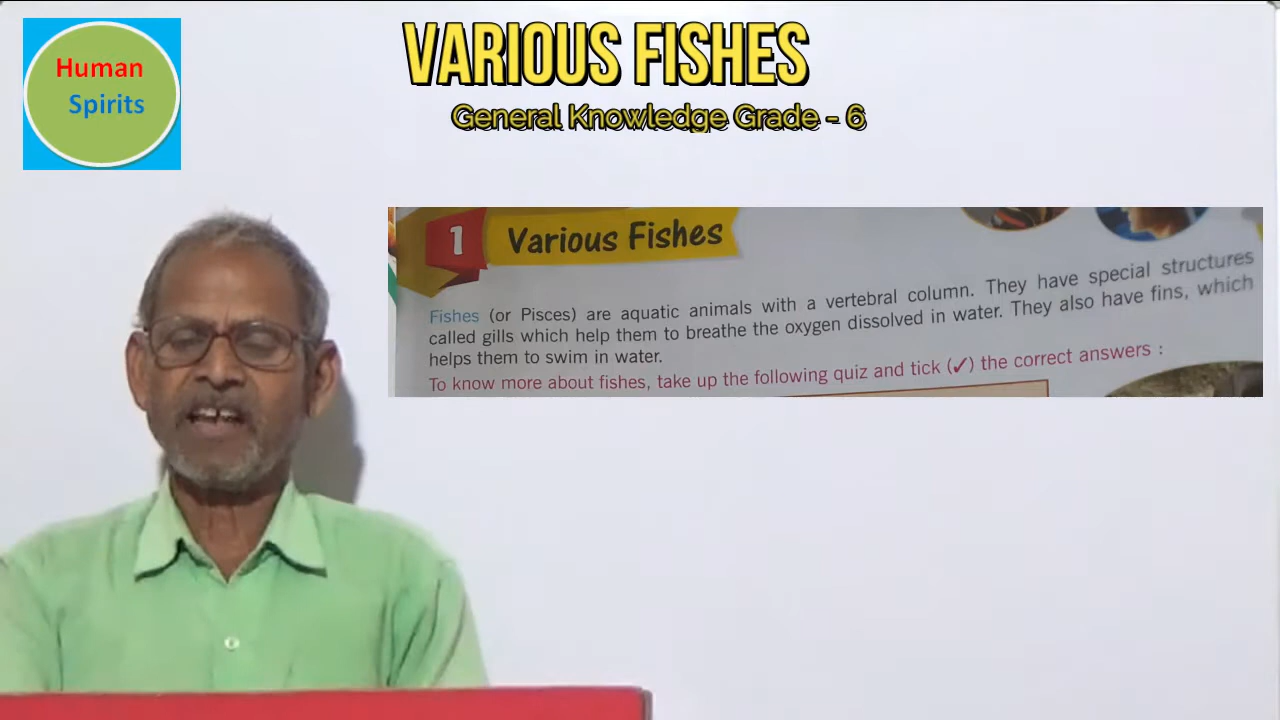 Human
Spirits
VARIOUS FISHES
General Knowledge Grade - 6
1 Various Fishes
Fishes (or Pisces) are aquatic animals with a vertebral column. They have special structures
called gills which help them to breathe the oxygen dissolved in water. They also have fins, which
helps them to swim in water.
To know more about fishes, take up the following quiz and tick (✓) the correct answers :